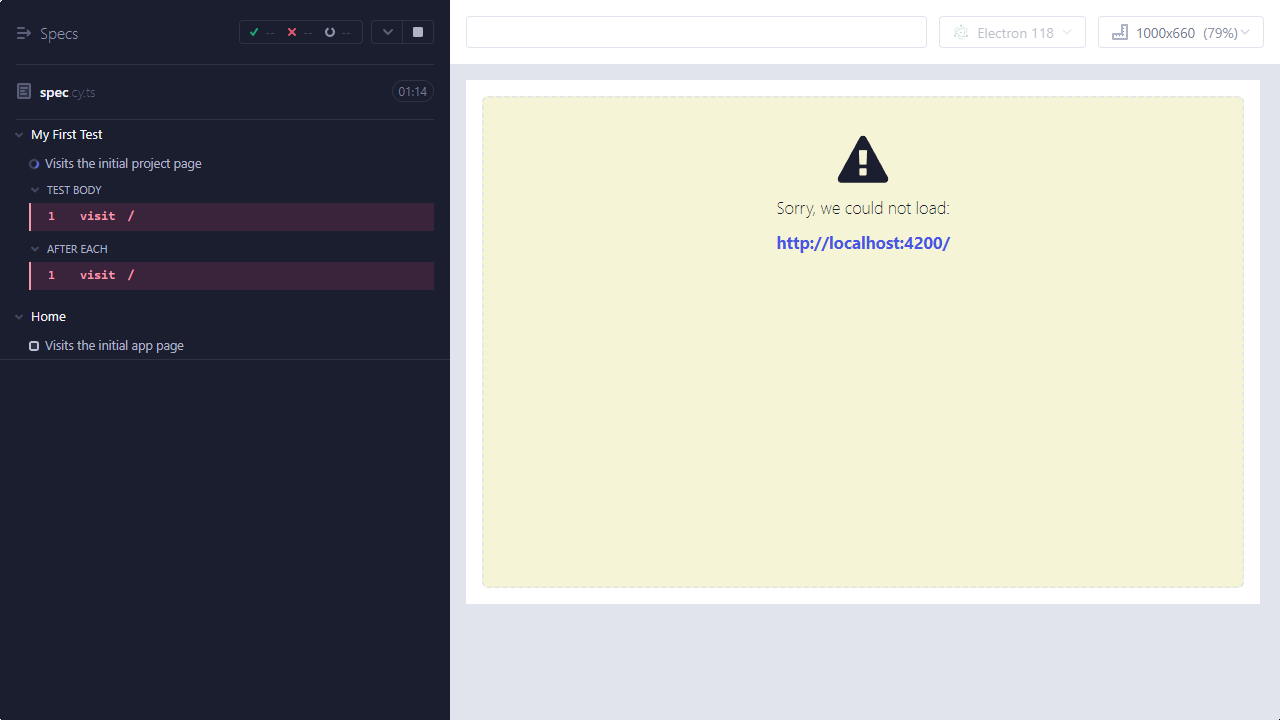 Specs
--
--
--
spec.cy.ts
01:14
My First Test
Visits the initial project page
TEST BODY
1 visit /
AFTER EACH
1 visit /
Home
Visits the initial app page
Electron 118
1000x660 (79%)
Sorry, we could not load:
http://localhost:4200/